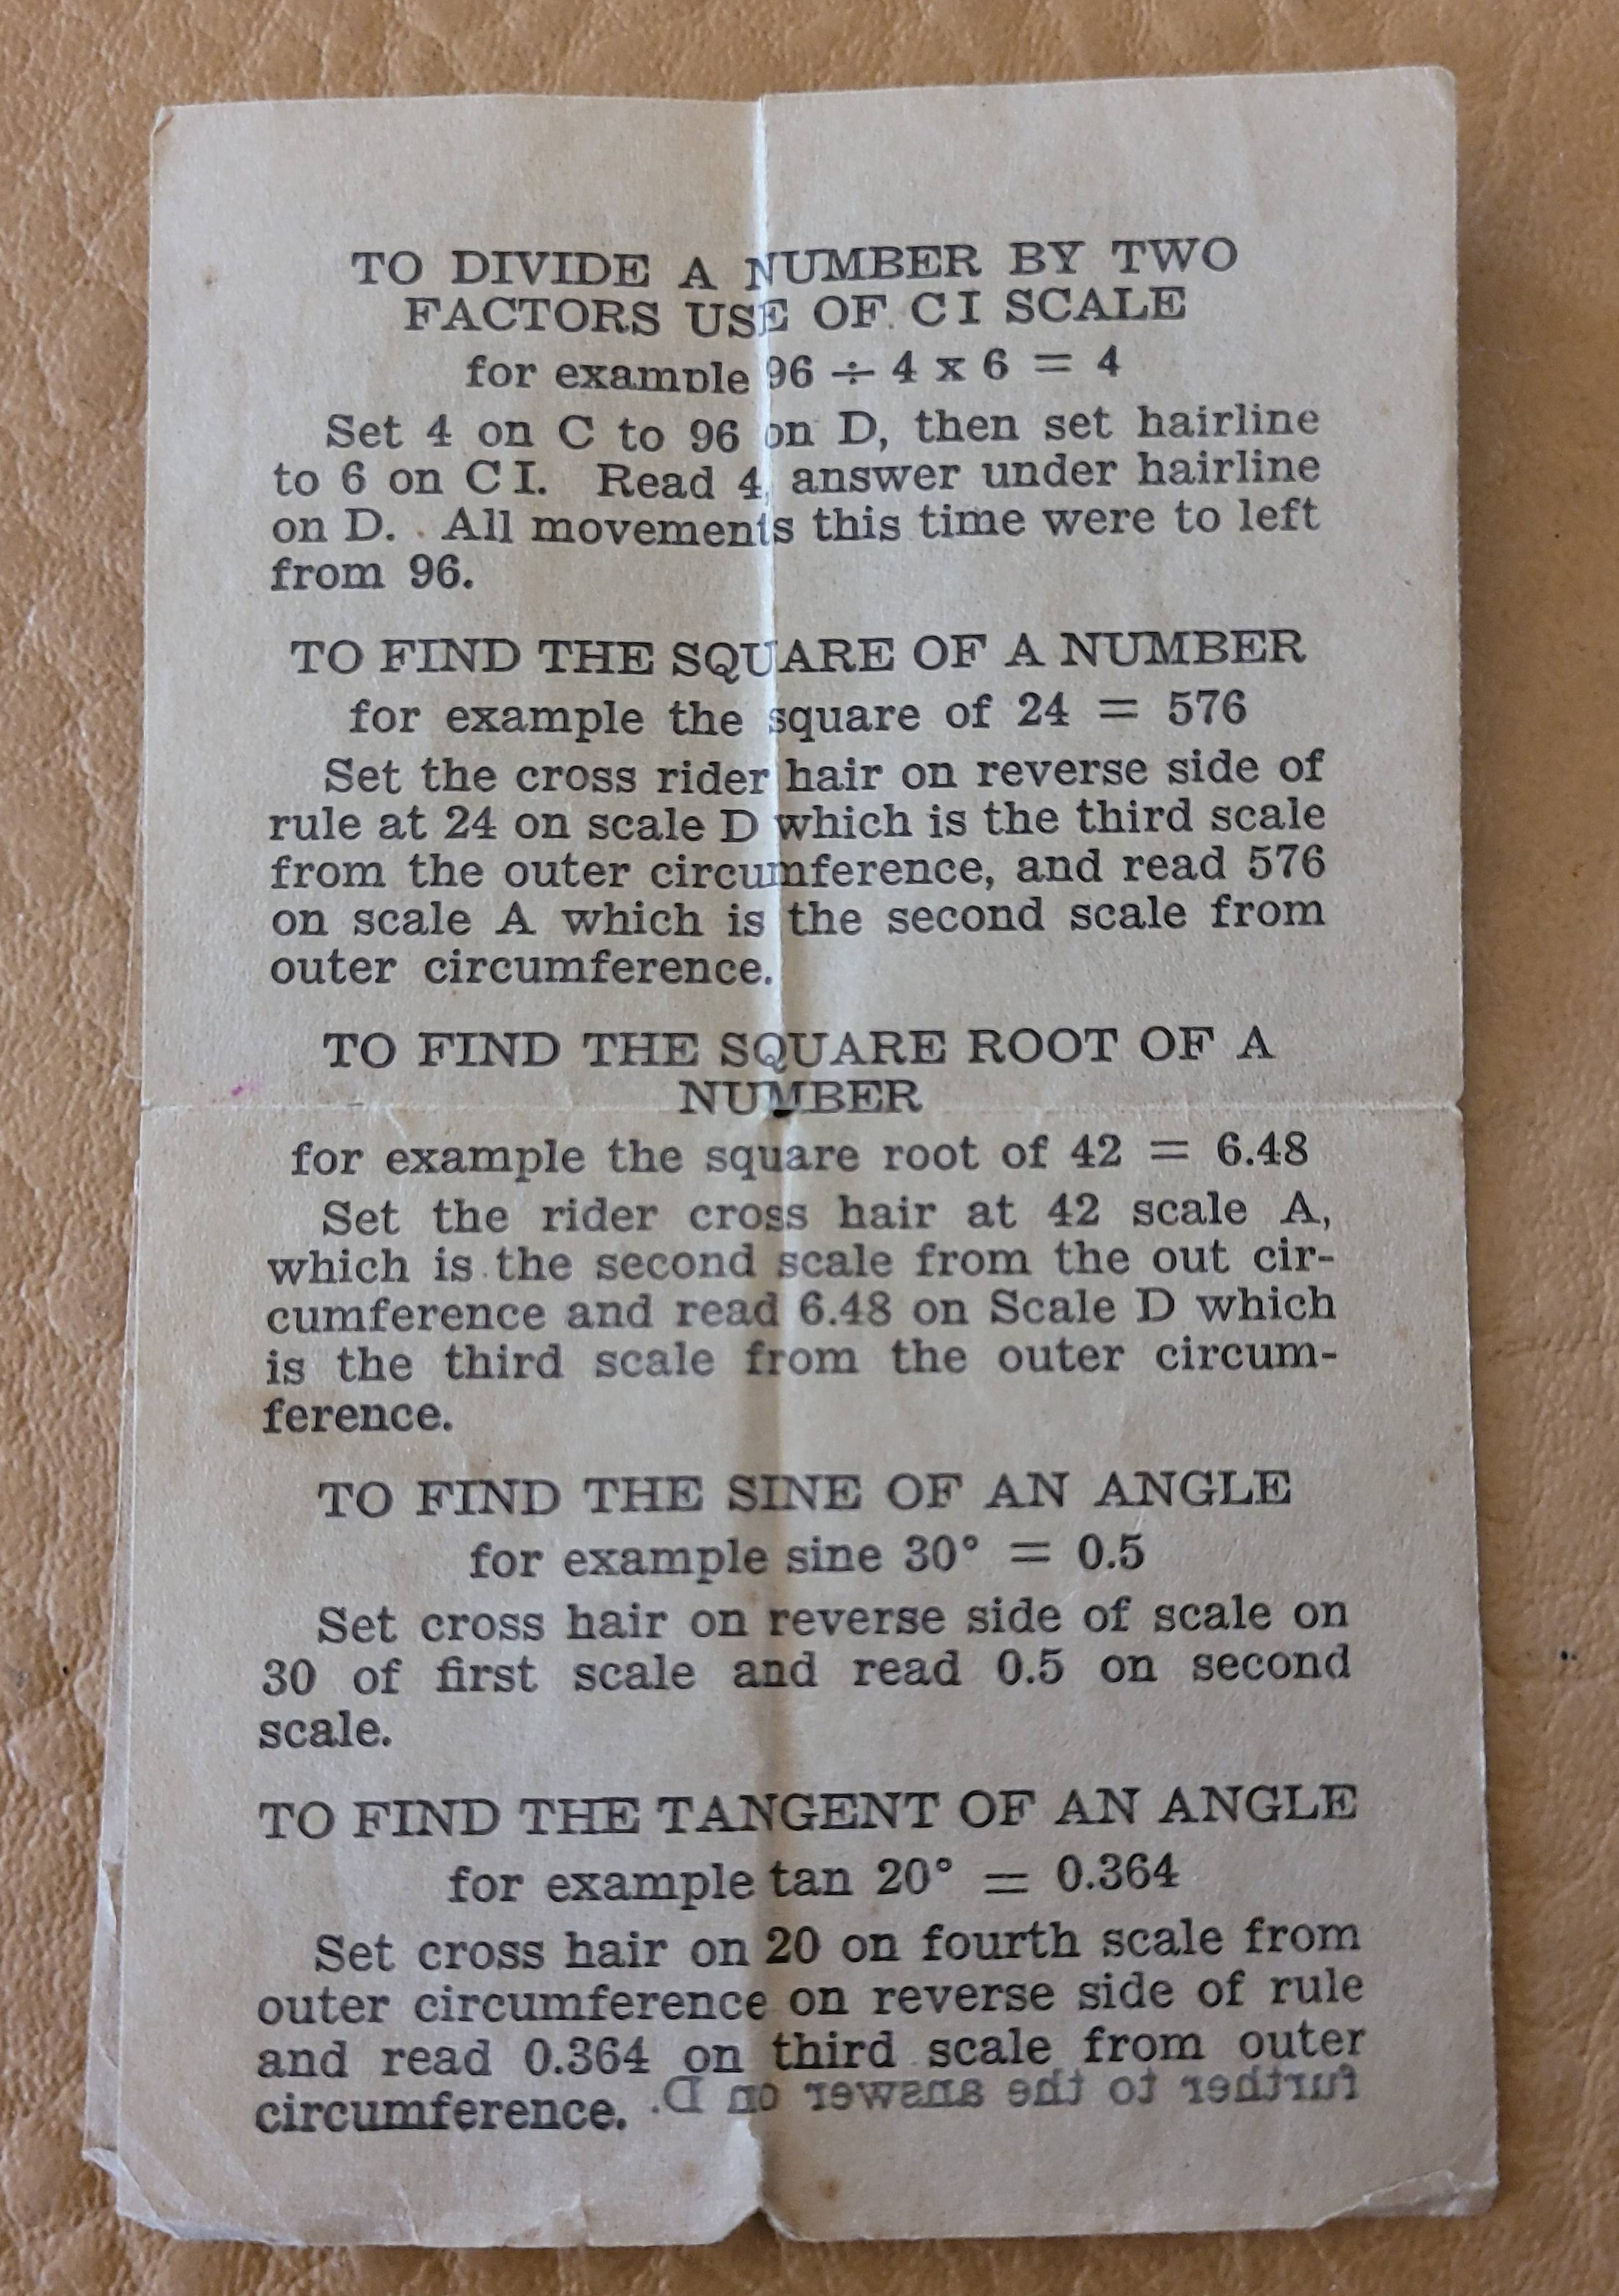 TO DIVIDE A NUMBER BY TWO
FACTORS USE OF C I SCALE
for example 96 ÷ 4 x 6 = 4
Set 4 on C to 96 on D, then set hairline
to 6 on C I. Read 4, answer under hairline
on D. All movements this time were to left
from 96.
TO FIND THE SQUARE OF A NUMBER
for example the square of 24 = 576
Set the cross rider hair on reverse side of
rule at 24 on scale D which is the third scale
from the outer circumference, and read 576
on scale A which is the second scale from
outer circumference.
TO FIND THE SQUARE ROOT OF A
NUMBER
for example the square root of 42 = 6.48
Set the rider cross hair at 42 scale A,
which is the second scale from the out cir-
cumference and read 6.48 on Scale D which
is the third scale from the outer circum-
ference.
TO FIND THE SINE OF AN ANGLE
for example sine 30° = 0.5
Set cross hair on reverse side of scale on
30 of first scale and read 0.5 on second
scale.
TO FIND THE TANGENT OF AN ANGLE
for example tan 20° = 0.364
Set cross hair on 20 on fourth scale from
outer circumference on reverse side of rule
and read 0.364 on third scale from outer
circumference.
further to the answer on D.